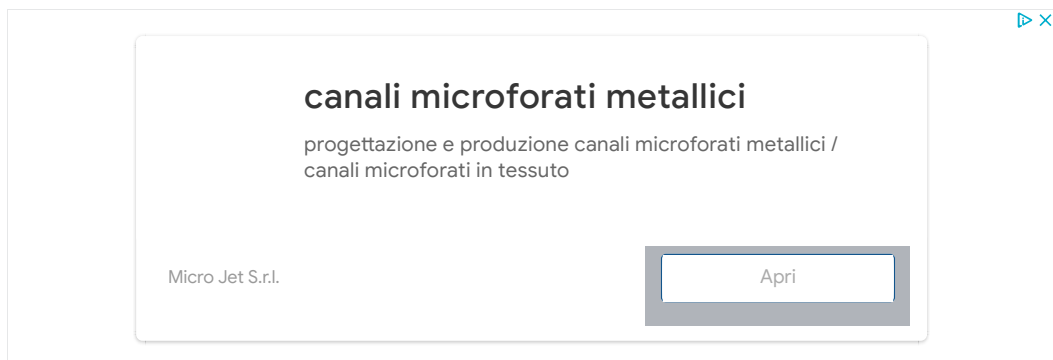 canali microforati metallici
progettazione e produzione canali microforati metallici /
canali microforati in tessuto
Micro Jet S.r.l.
Apri